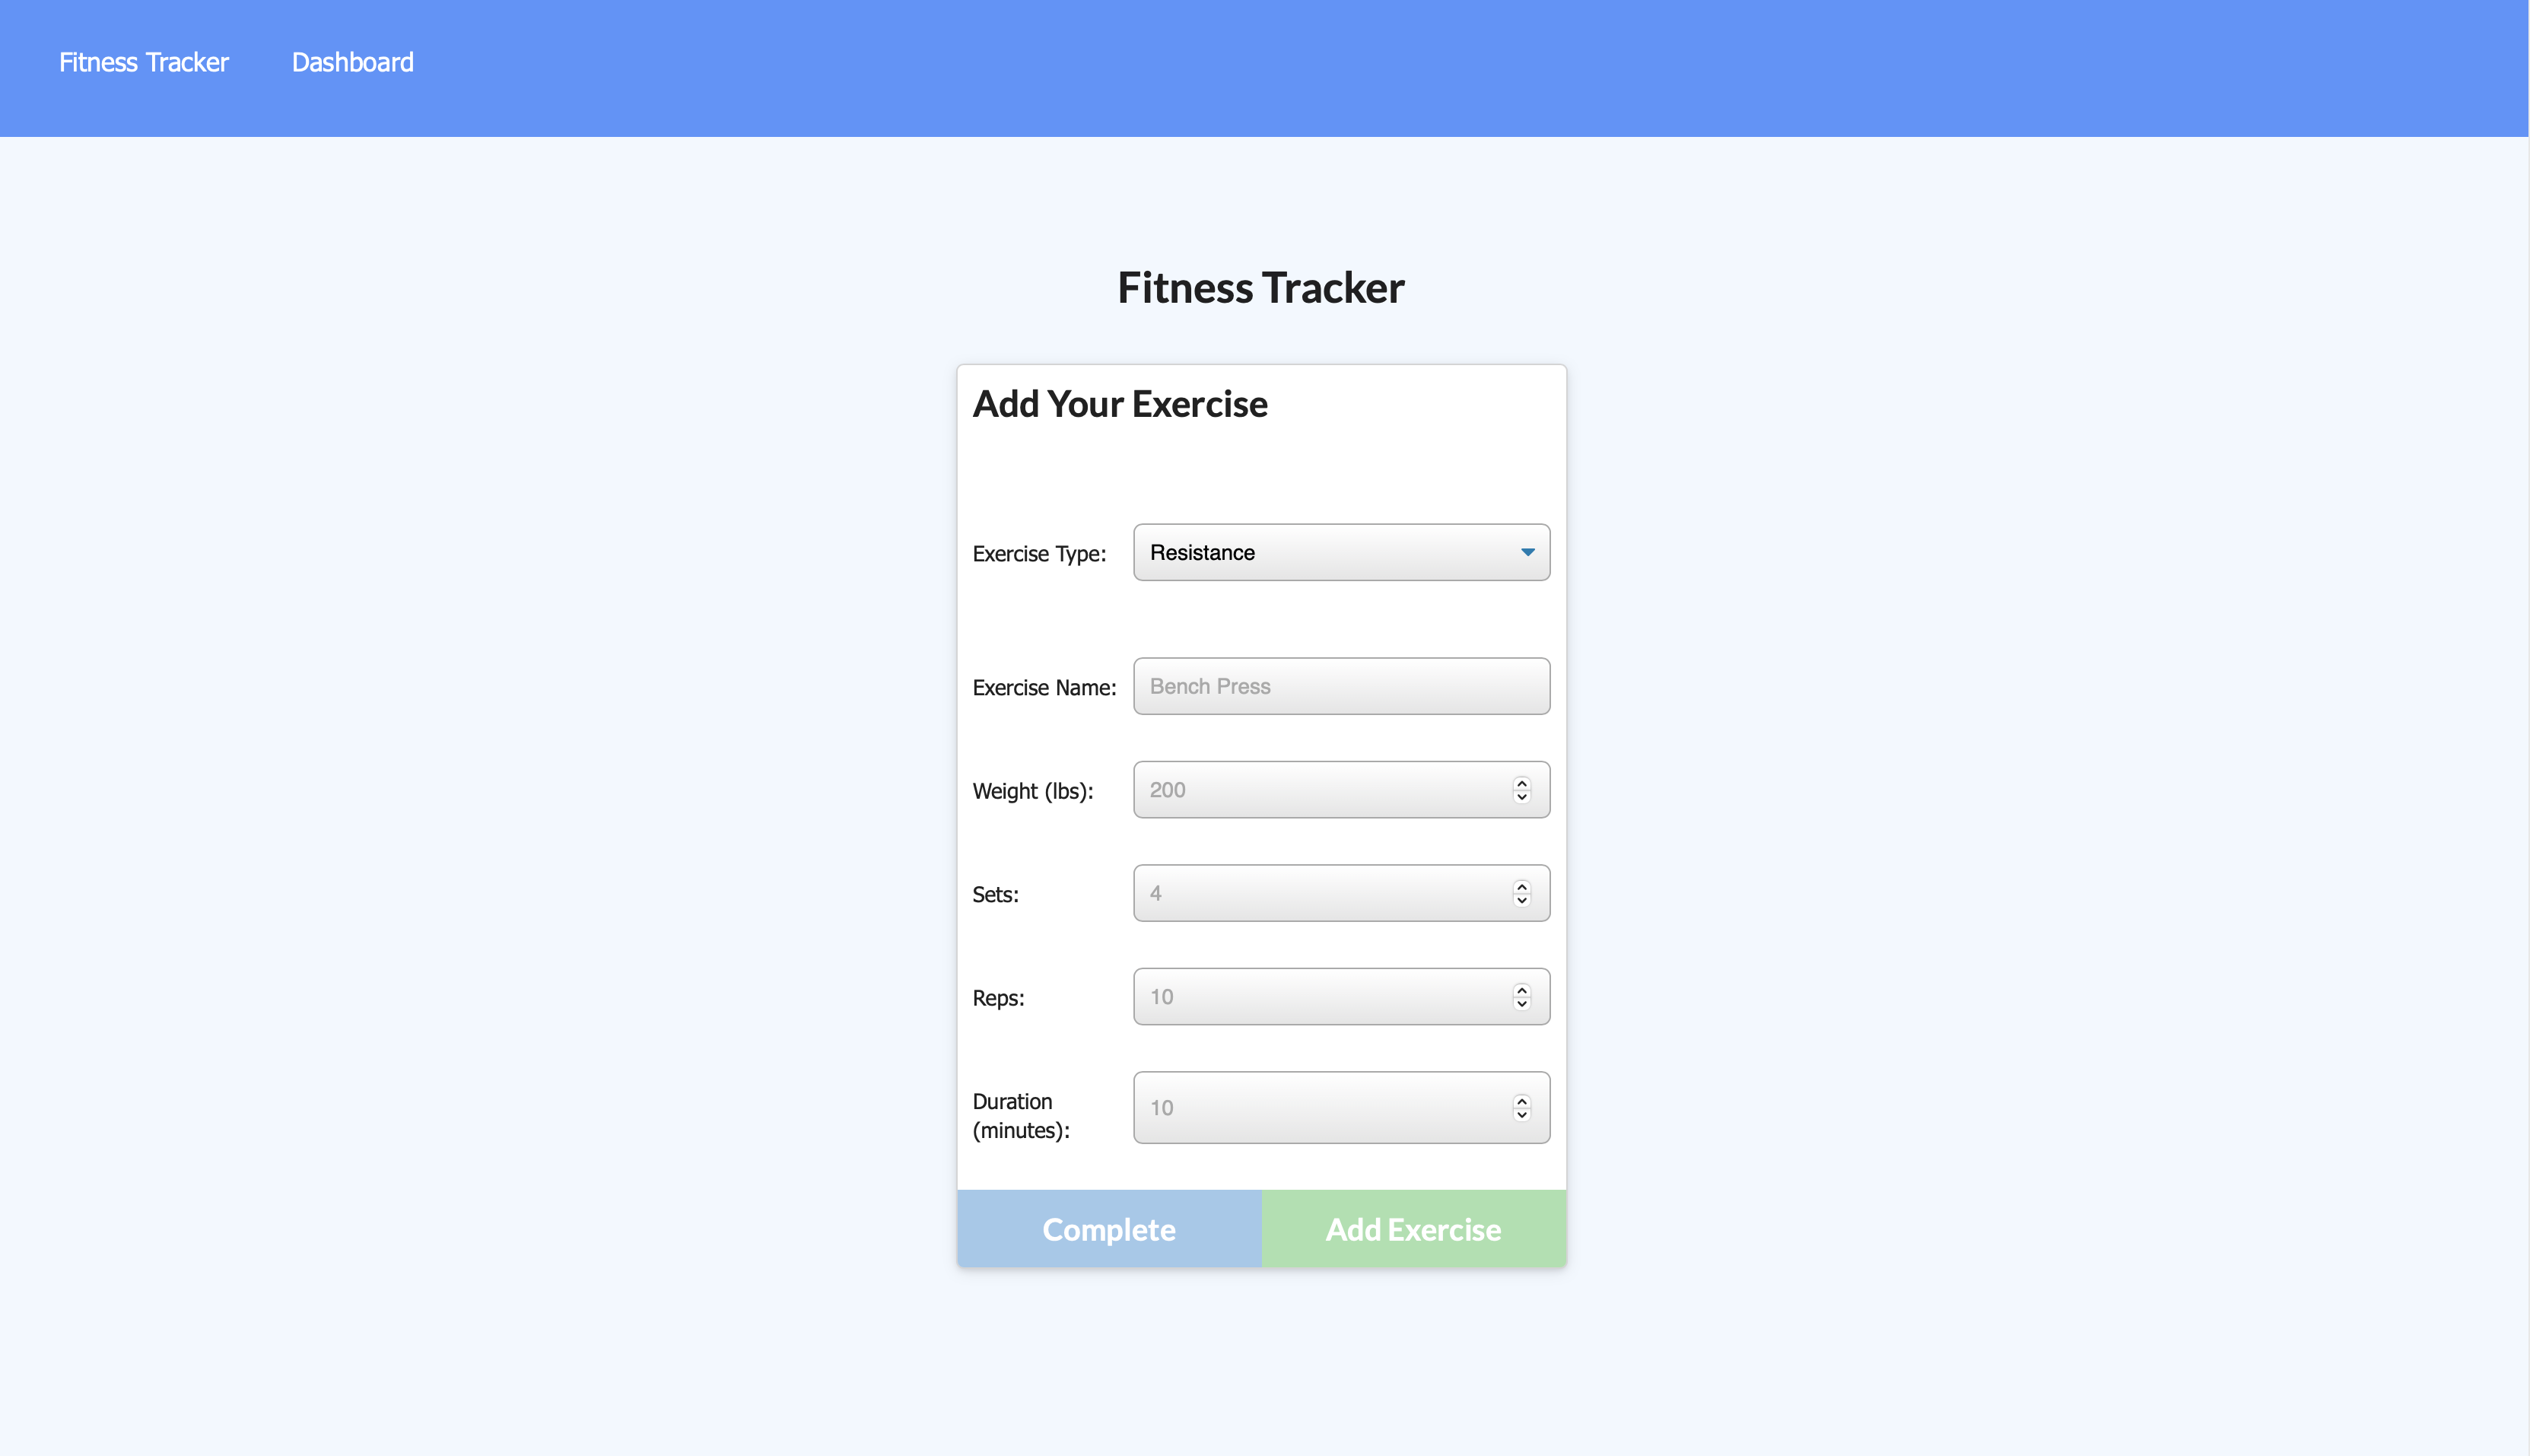 Fitness Tracker Dashboard
Fitness Tracker
Add Your Exercise
Exercise Type: Resistance
Exercise Name: Bench Press
Weight (lbs): 200
Sets: 4
Reps: 10
Duration
(minutes): 10
Complete Add Exercise